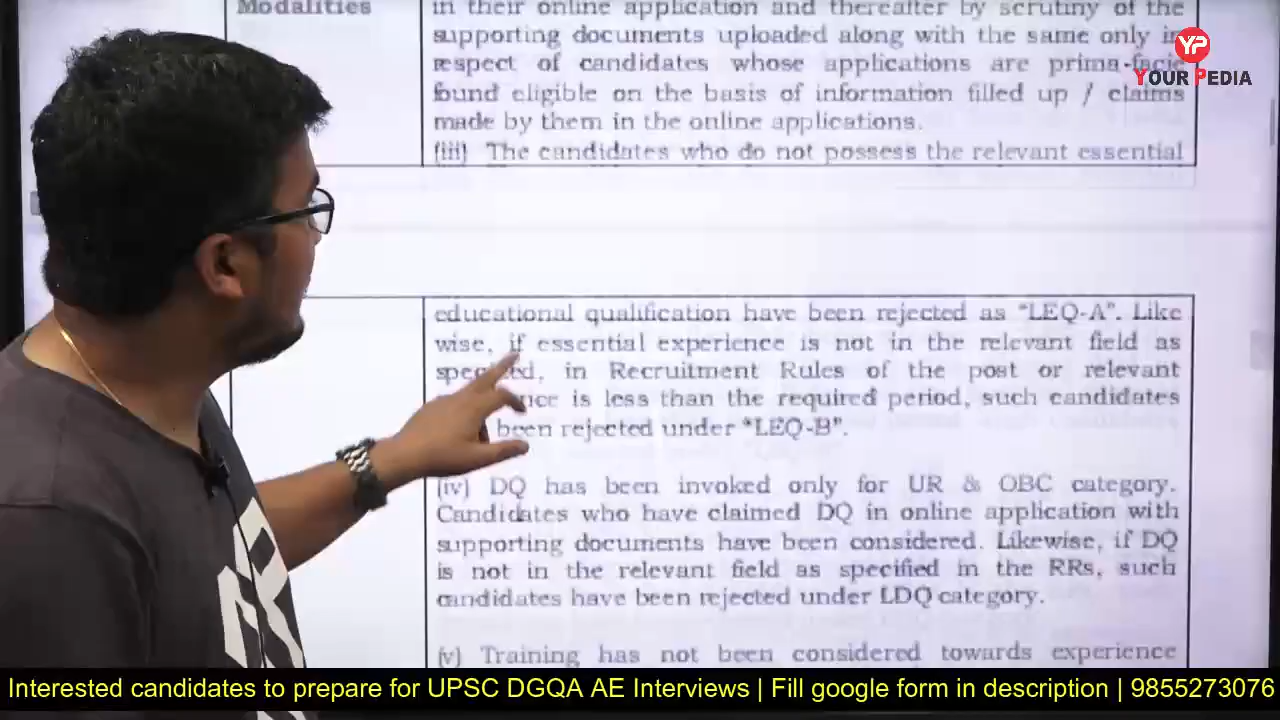 Modalities
in their online application and thereafter by scrutiny of the
supporting documents uploaded along with the same only in
respect of candidates whose applications are prima-facie
found eligible on the basis of information filled up / claims
made by them in the online applications.
(iii) The candidates who do not possess the relevant essential
YP
YOUR PEDIA
educational qualification have been rejected as "LEQ-A". Like
wise, if essential experience is not in the relevant field as
in Recruitment Rules of the post or relevant
is less than the required period, such candidates
been rejected under "LEQ-B".
(iv) DQ has been invoked only for UR & OBC category.
Candidates who have claimed DQ in online application with
supporting documents have been considered. Likewise, if DQ
is not in the relevant field as specified in the RRs, such
candidates have been rejected under LDQ category.
(v) Training has not been considered towards experience
Interested candidates to prepare for UPSC DGQA AE Interviews | Fill google form in description | 9855273076